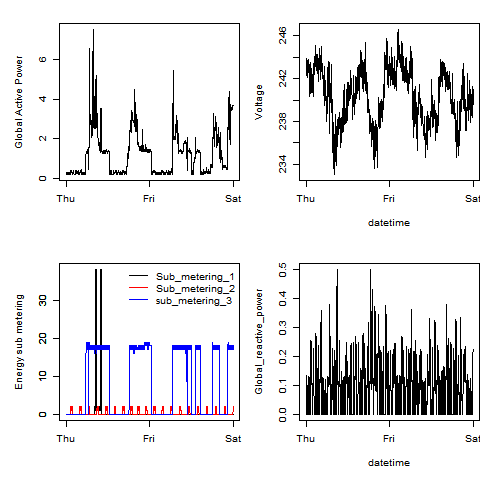 Global Active Power
0 2 4 6
Thu Fri Sat
Voltage
234 238 242 246
Thu Fri Sat
datetime
Energy sub metering
0 10 20 30
Sub_metering_1
Sub_metering_2
sub_metering_3
Thu Fri Sat
Global_reactive_power
0.0 0.1 0.2 0.3 0.4 0.5
Thu Fri Sat
datetime